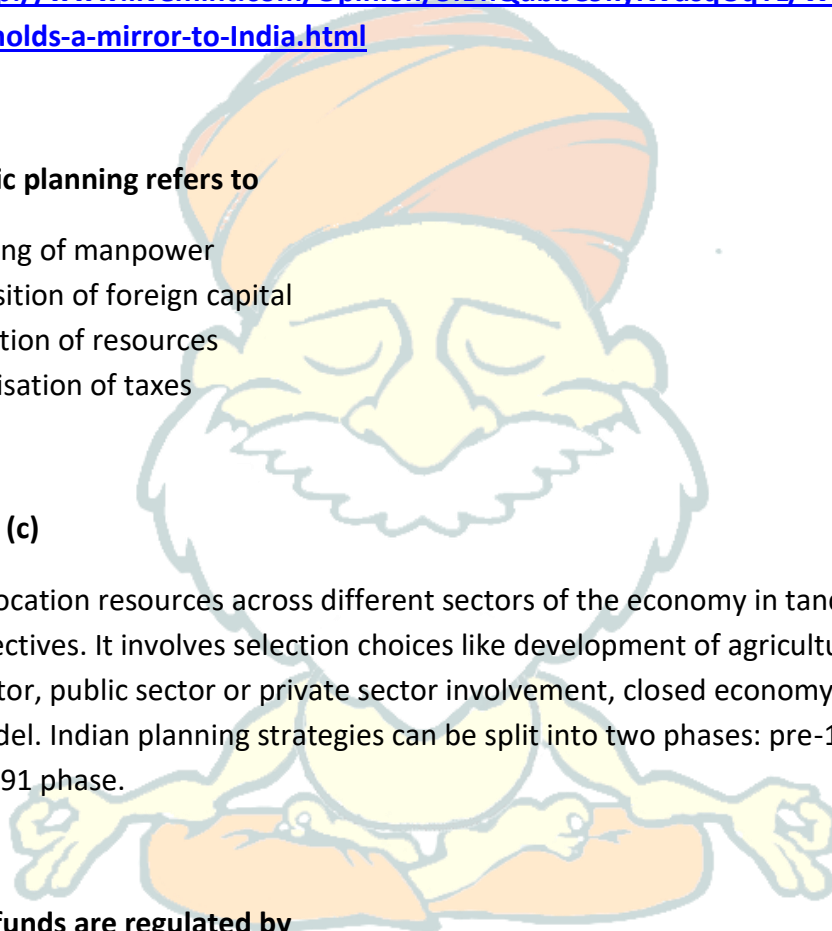 holds-a-mirror-to-India.html
ic planning refers to
ing of manpower
sition of foreign capital
tion of resources
isation of taxes
(c)
ocation resources across different sectors of the economy in tand
ectives. It involves selection choices like development of agricultu
tor, public sector or private sector involvement, closed economy
del. Indian planning strategies can be split into two phases: pre-1
91 phase.
funds are regulated by